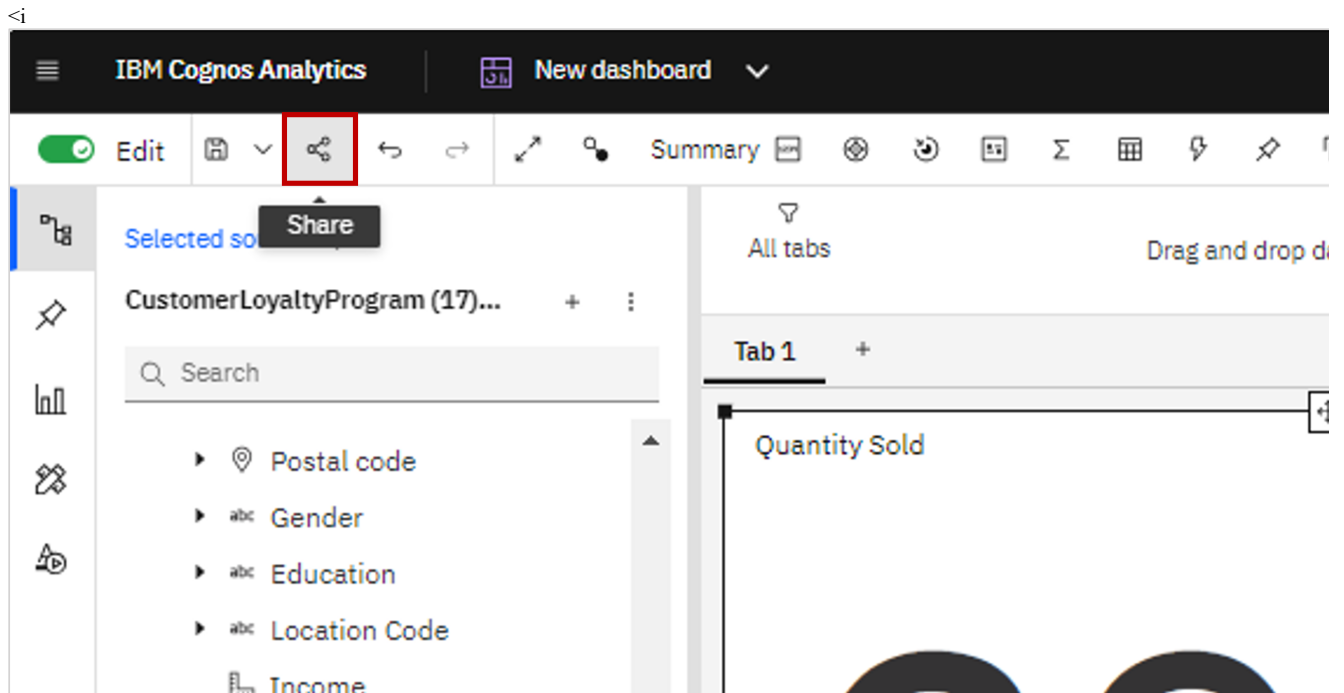 <i
IBM Cognos Analytics
New dashboard
Edit
Summary
Share
Selected
All tabs
Drag and drop
CustomerLoyaltyProgram (17)...
Search
Tab 1
Quantity Sold
Postal code
abc Gender
abc Education
abc Location Code
Income